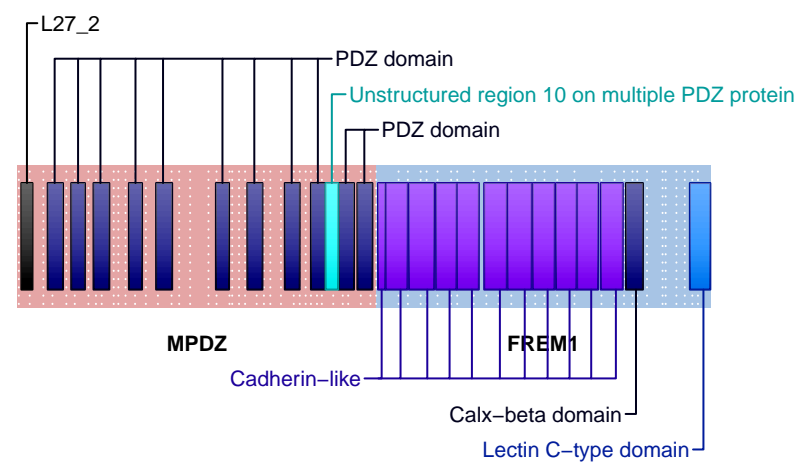 L27_2
PDZ domain
Unstructured region 10 on multiple PDZ protein
PDZ domain
MPDZ
FREM1
Cadherin−like
Calx−beta domain
Lectin C−type domain